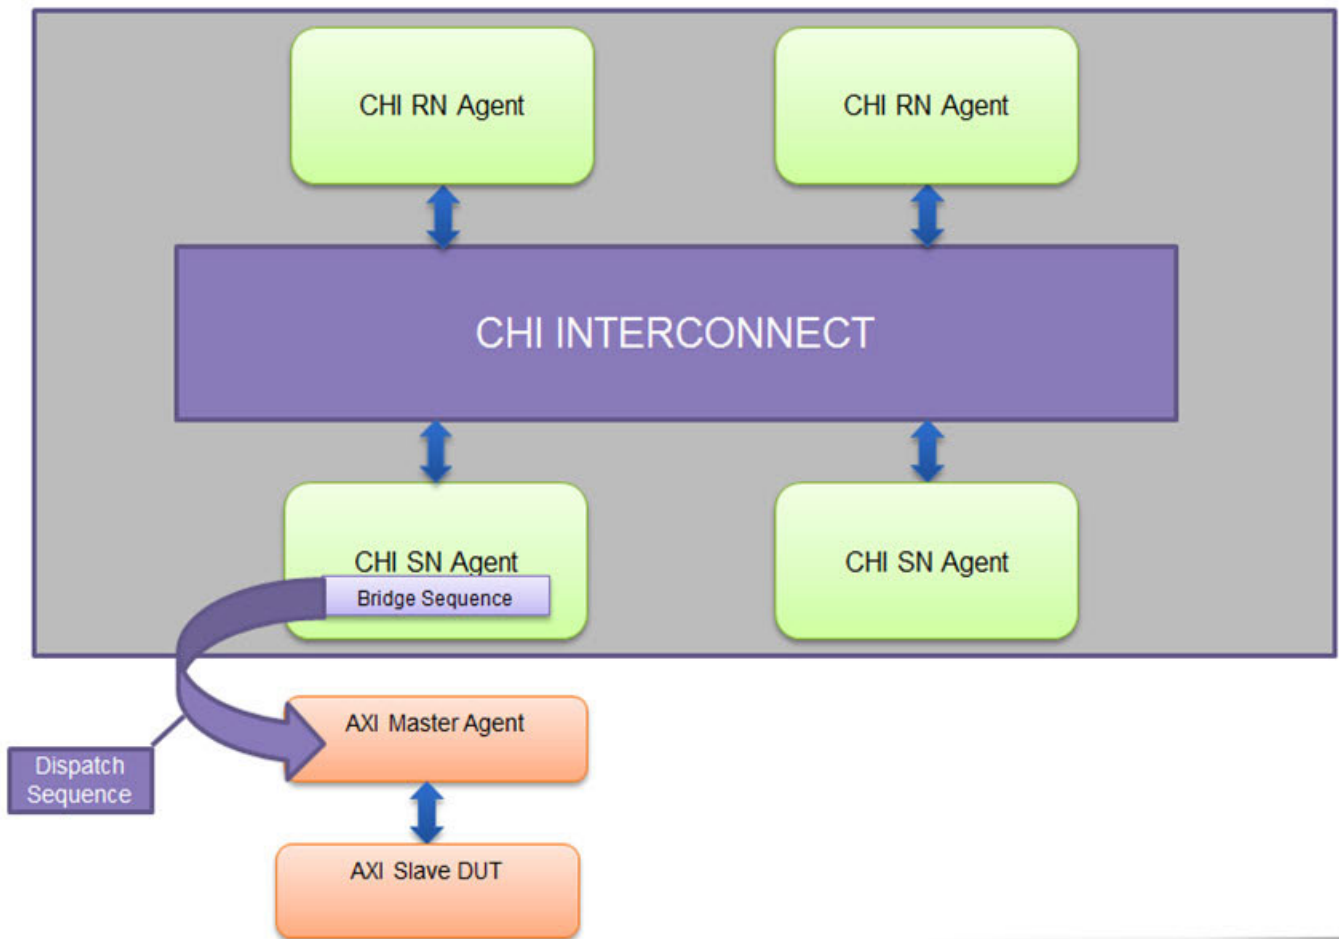 CHI RN Agent
CHI RN Agent
CHI INTERCONNECT
CHI SN Agent
Bridge Sequence
CHI SN Agent
AXI Master Agent
Dispatch
Sequence
AXI Slave DUT